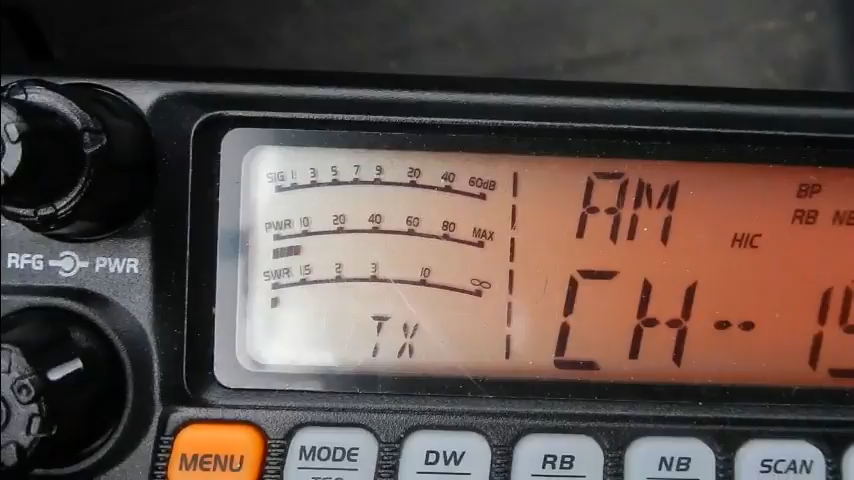 SIG 1 3 5 7 9 20 40 60dB
AM
BP
RB
PWR 10 20 40 60 80 MAX
HIC
SWR 1.5 2 3 10 ∞
CH--
TX
RFG PWR
MENU MODE DW RB NB SCAN